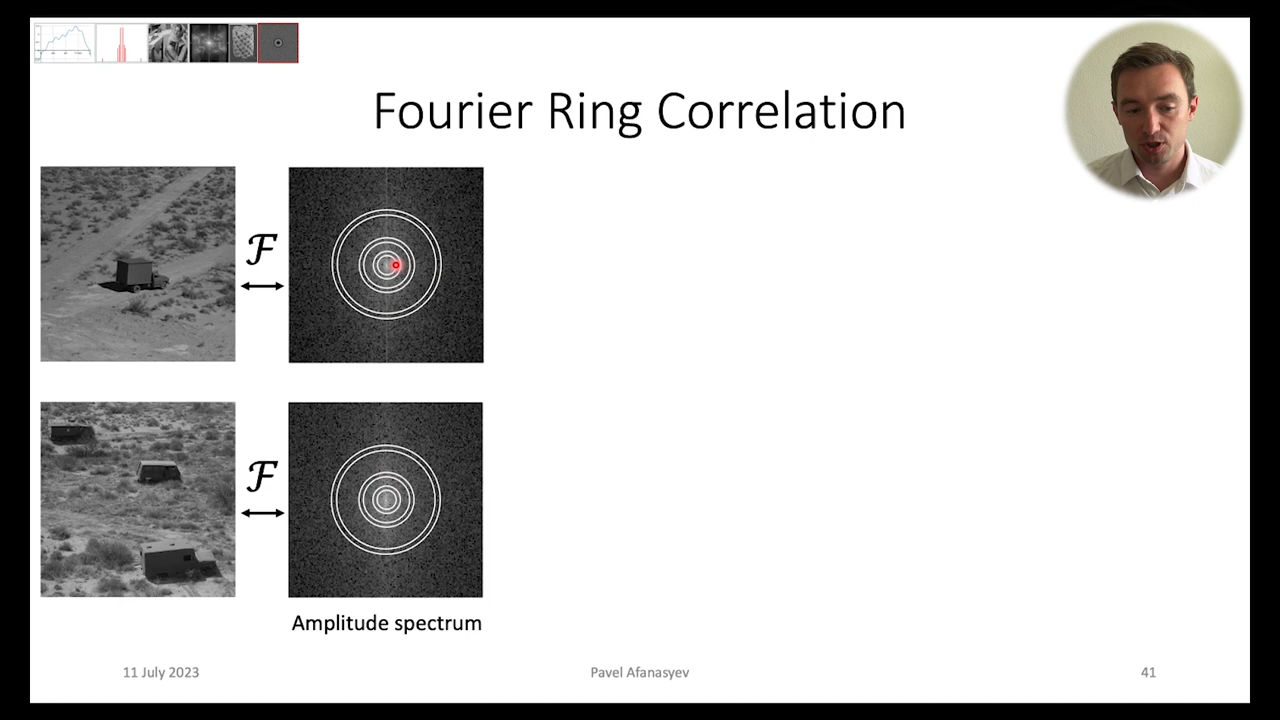 Fourier Ring Correlation
ℱ
ℱ
Amplitude spectrum
11 July 2023
Pavel Afanasyev
41